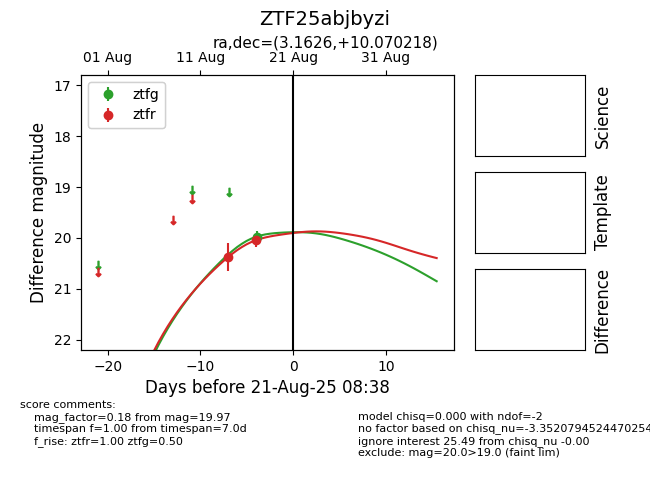 ZTF25abjbyzi
ra,dec=(3.1626,+10.070218)
01 Aug 11 Aug 21 Aug 31 Aug
17
18
19
20
21
22
Difference magnitude
ztfg
ztfr
−20 −10 0 10
Days before 21-Aug-25 08:38
Science
Template
Difference
score comments:
mag_factor=0.18 from mag=19.97
timespan f=1.00 from timespan=7.0d
f_rise: ztfr=1.00 ztfg=0.50
model chisq=0.000 with ndof=-2
no factor based on chisq_nu=-3.3520794524470254
ignore interest 25.49 from chisq_nu -0.00
exclude: mag=20.0>19.0 (faint lim)